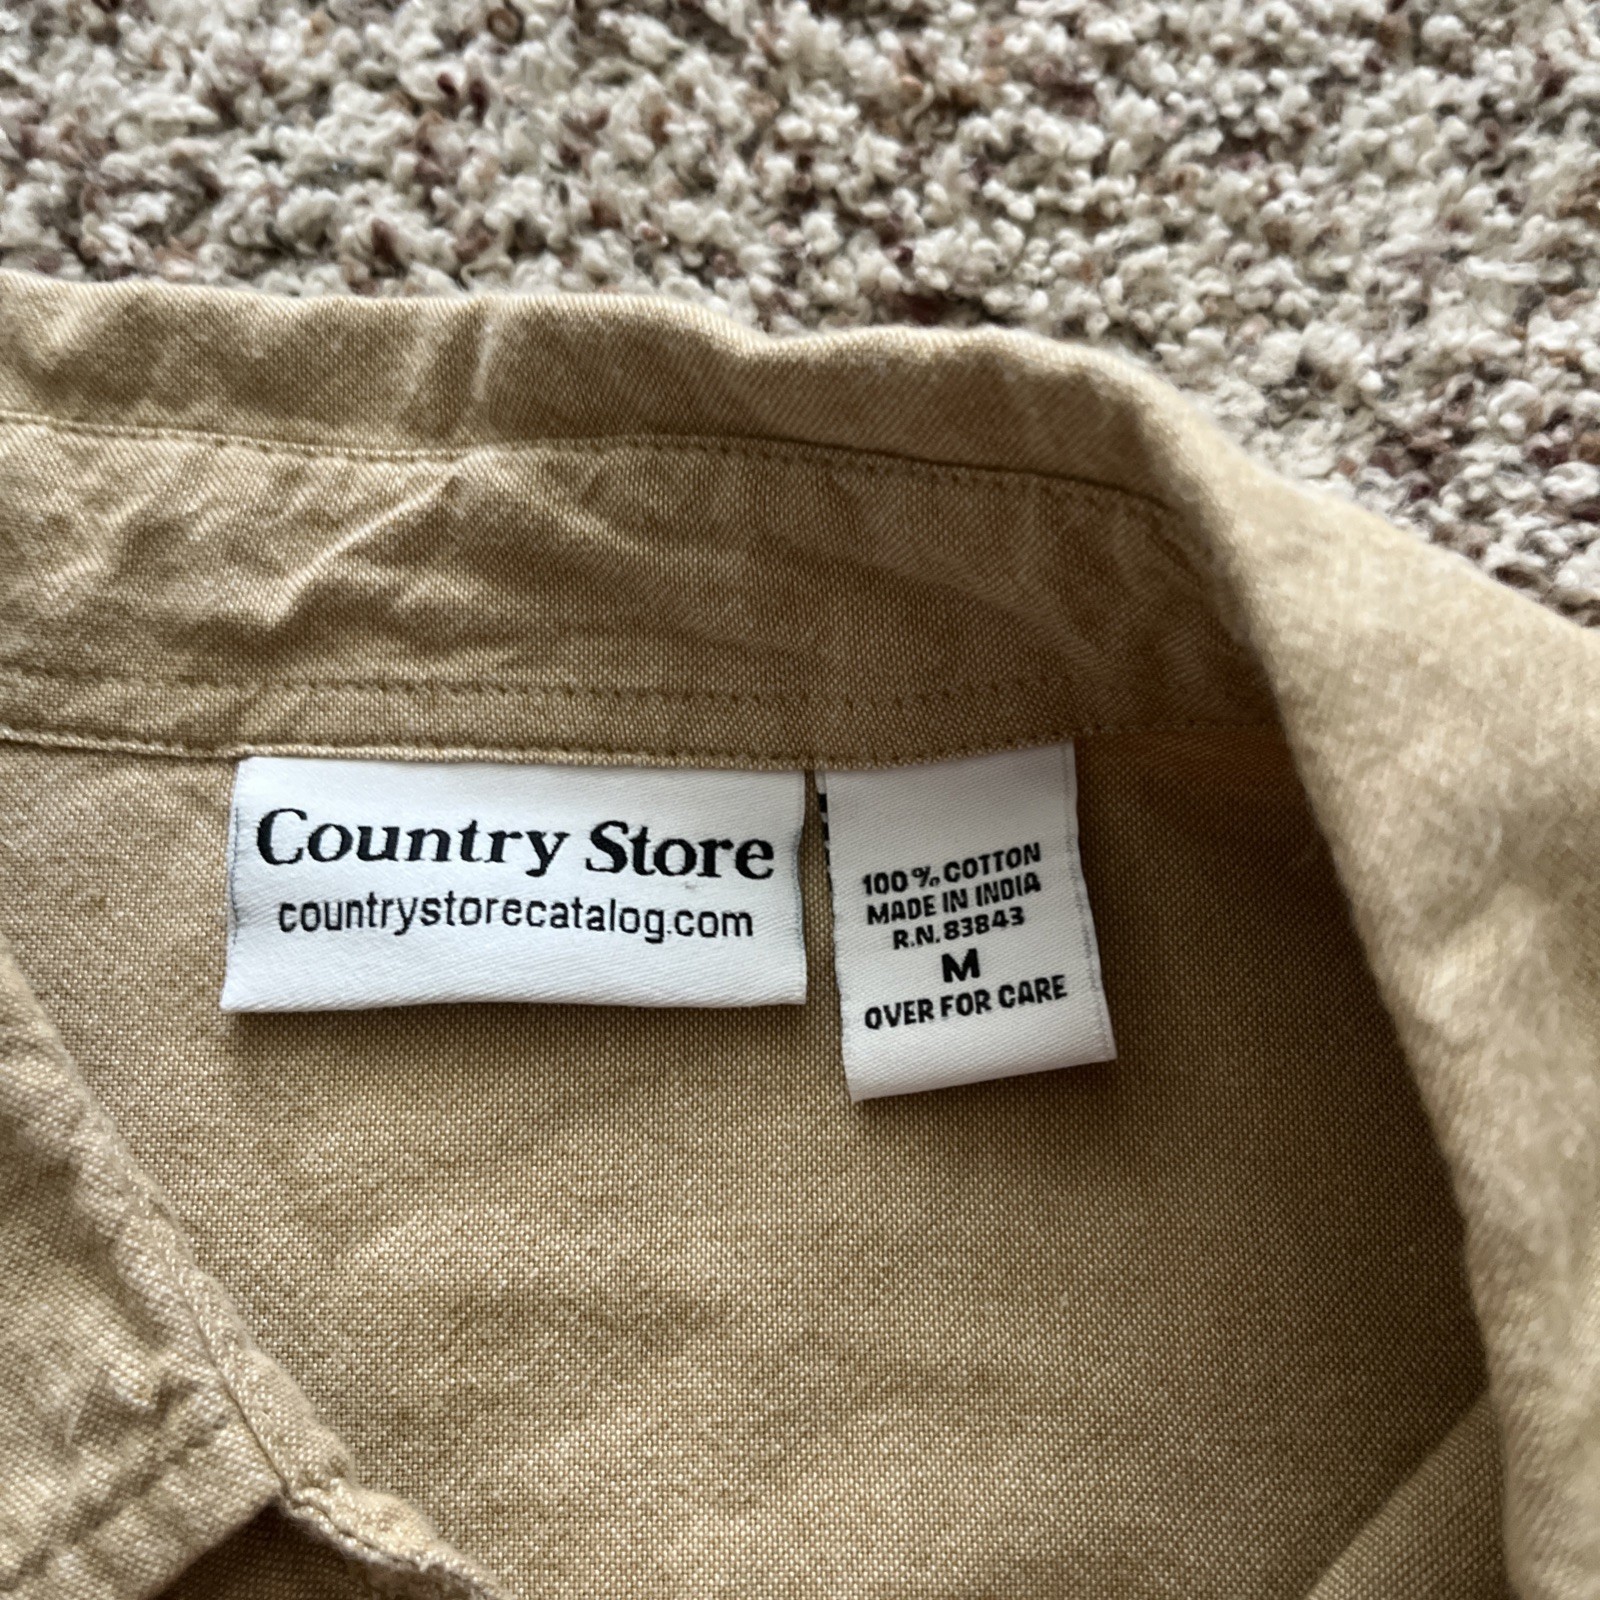 Country Store
countrystorecatalog.com
100% COTTON
MADE IN INDIA
R.N. 83843
M
OVER FOR CARE